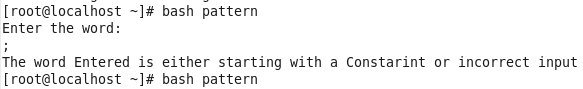 [root@localhost ~]# bash pattern
Enter the word:
;
The word Entered is either starting with a Constarint or incorrect input
[root@localhost ~]# bash pattern